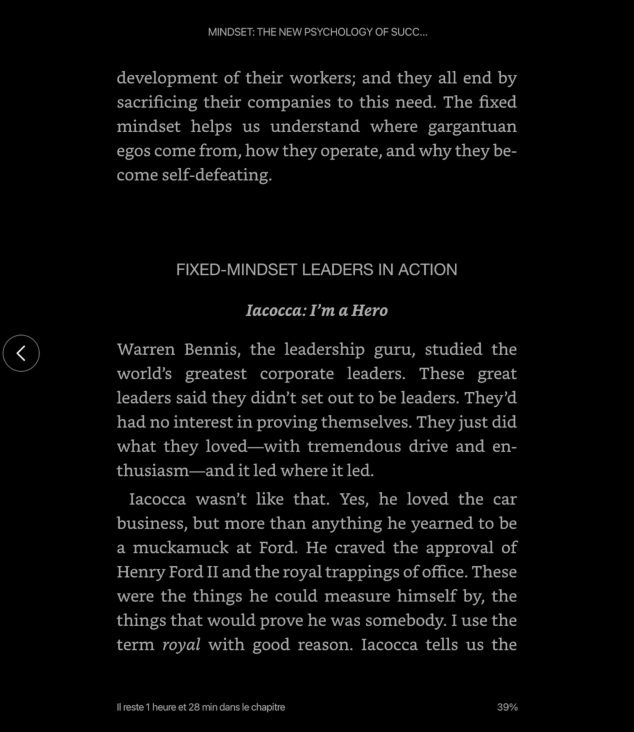 MINDSET: THE NEW PSYCHOLOGY OF SUCC...
development of their workers; and they all end by
sacrificing their companies to this need. The fixed
mindset helps us understand where gargantuan
egos come from, how they operate, and why they be-
come self-defeating.
FIXED-MINDSET LEADERS IN ACTION
Iacocca: I’m a Hero
Warren Bennis, the leadership guru, studied the
world’s greatest corporate leaders. These great
leaders said they didn’t set out to be leaders. They’d
had no interest in proving themselves. They just did
what they loved—with tremendous drive and en-
thusiasm—and it led where it led.
Iacocca wasn’t like that. Yes, he loved the car
business, but more than anything he yearned to be
a muckamuck at Ford. He craved the approval of
Henry Ford II and the royal trappings of office. These
were the things he could measure himself by, the
things that would prove he was somebody. I use the
term royal with good reason. Iacocca tells us the
Il reste 1 heure et 28 min dans le chapitre
39%